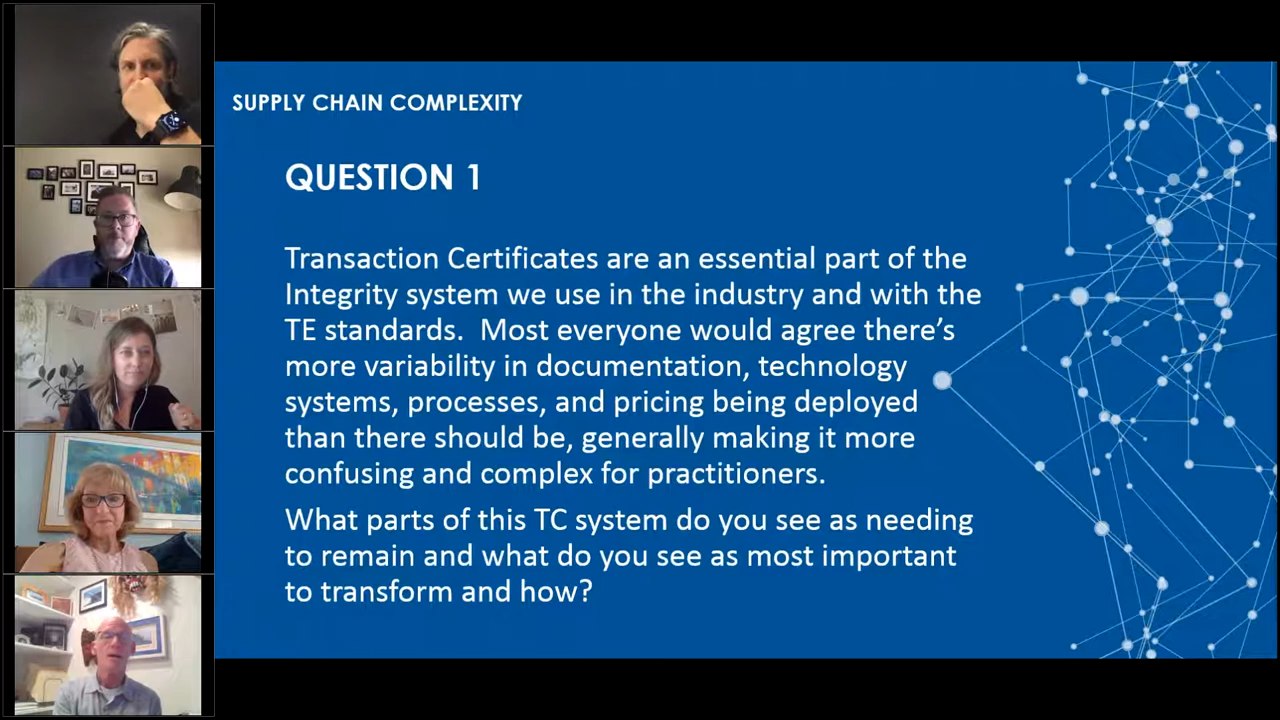 SUPPLY CHAIN COMPLEXITY
QUESTION 1
Transaction Certificates are an essential part of the
Integrity system we use in the industry and with the
TE standards.  Most everyone would agree there’s
more variability in documentation, technology
systems, processes, and pricing being deployed
than there should be, generally making it more
confusing and complex for practitioners.
What parts of this TC system do you see as needing
to remain and what do you see as most important
to transform and how?